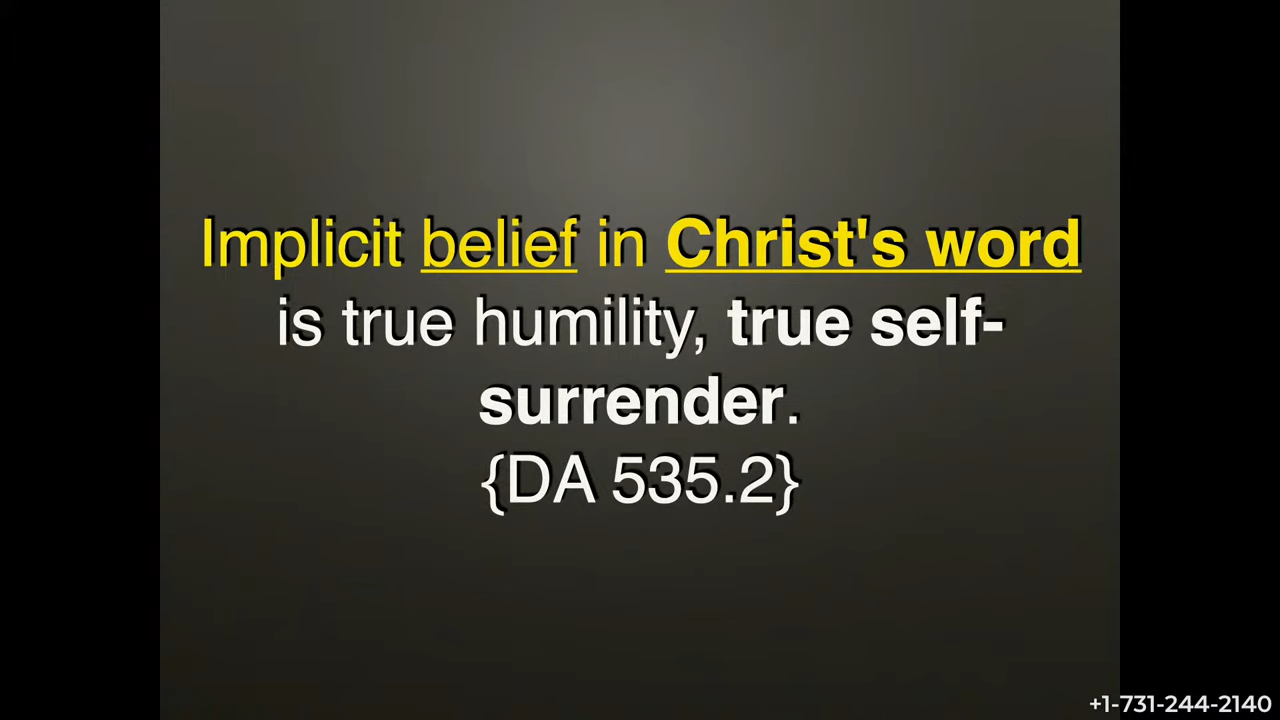 Implicit belief in Christ's word
is true humility, true self-
surrender.
{DA 535.2}
+1-731-244-2140